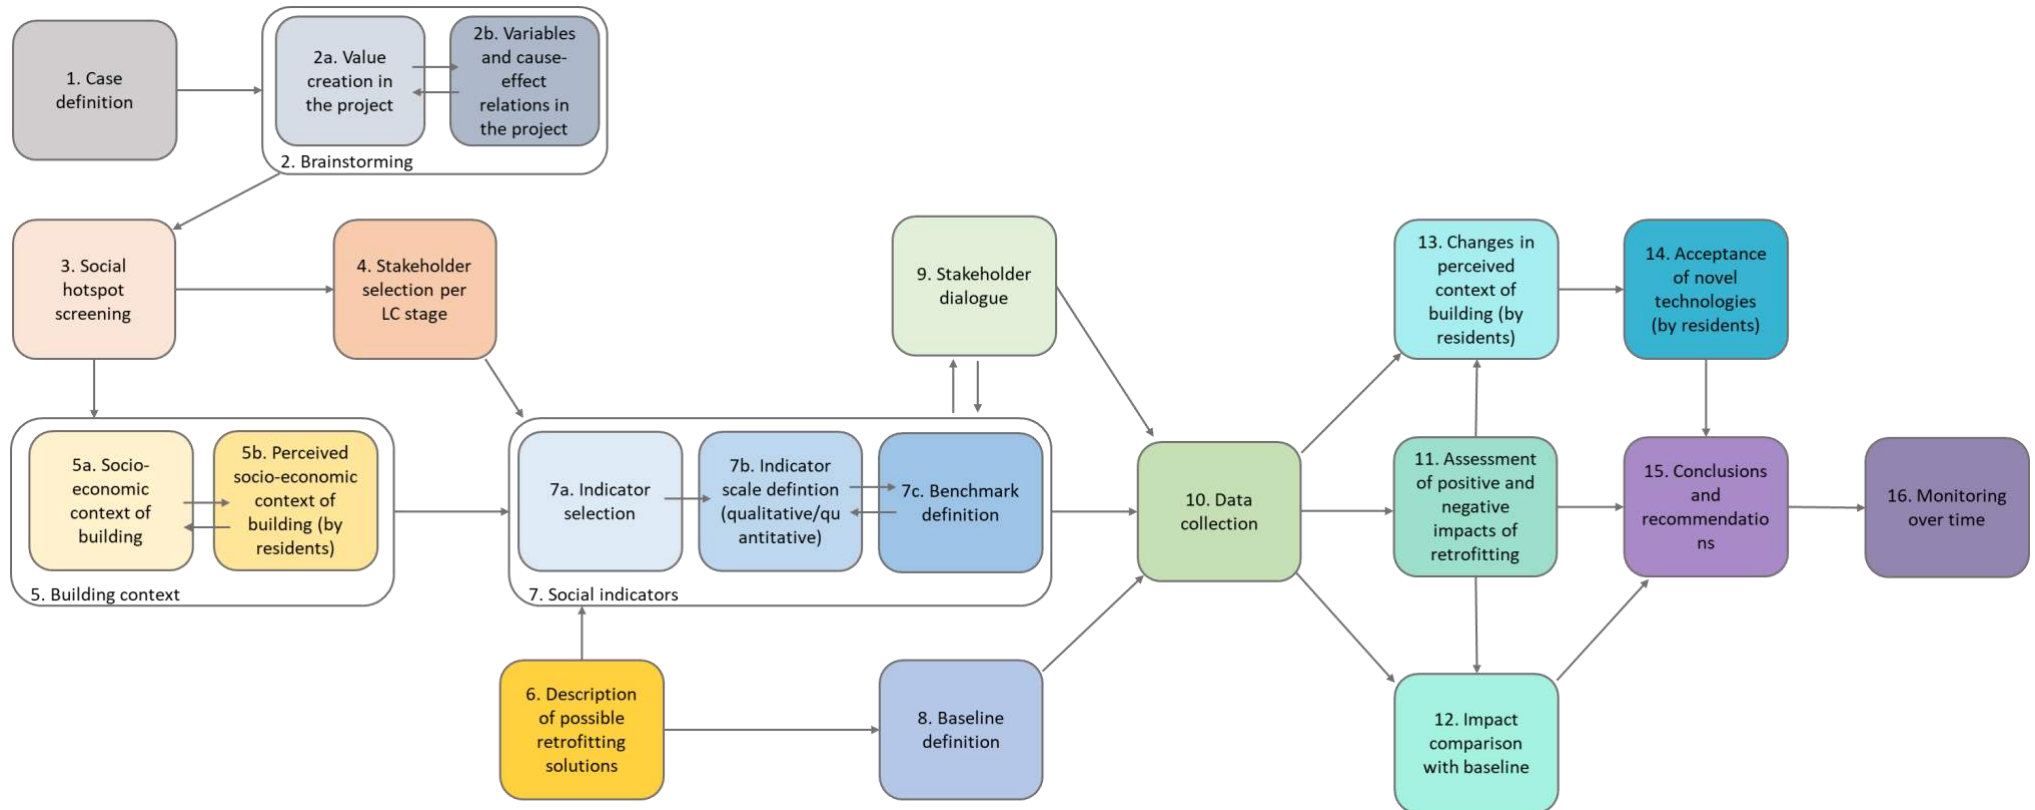 1. Case
definition
2a. Value
creation in
the project
2b. Variables
and cause-
effect
relations in
the project
2. Brainstorming
3. Social
hotspot
screening
4. Stakeholder
selection per
LC stage
5a. Socio-
economic
context of
building
5b. Perceived
socio-economic
context of
building (by
residents)
5. Building context
6. Description
of possible
retrofitting
solutions
7a. Indicator
selection
7b. Indicator
scale defintion
(qualitative/qu
antitative)
7c. Benchmark
definition
7. Social indicators
8. Baseline
definition
9. Stakeholder
dialogue
10. Data
collection
11. Assessment
of positive and
negative
impacts of
retrofitting
12. Impact
comparison
with baseline
13. Changes in
perceived
context of
building (by
residents)
14. Acceptance
of novel
technologies
(by residents)
15. Conclusions
and
recommendatio
ns
16. Monitoring
over time